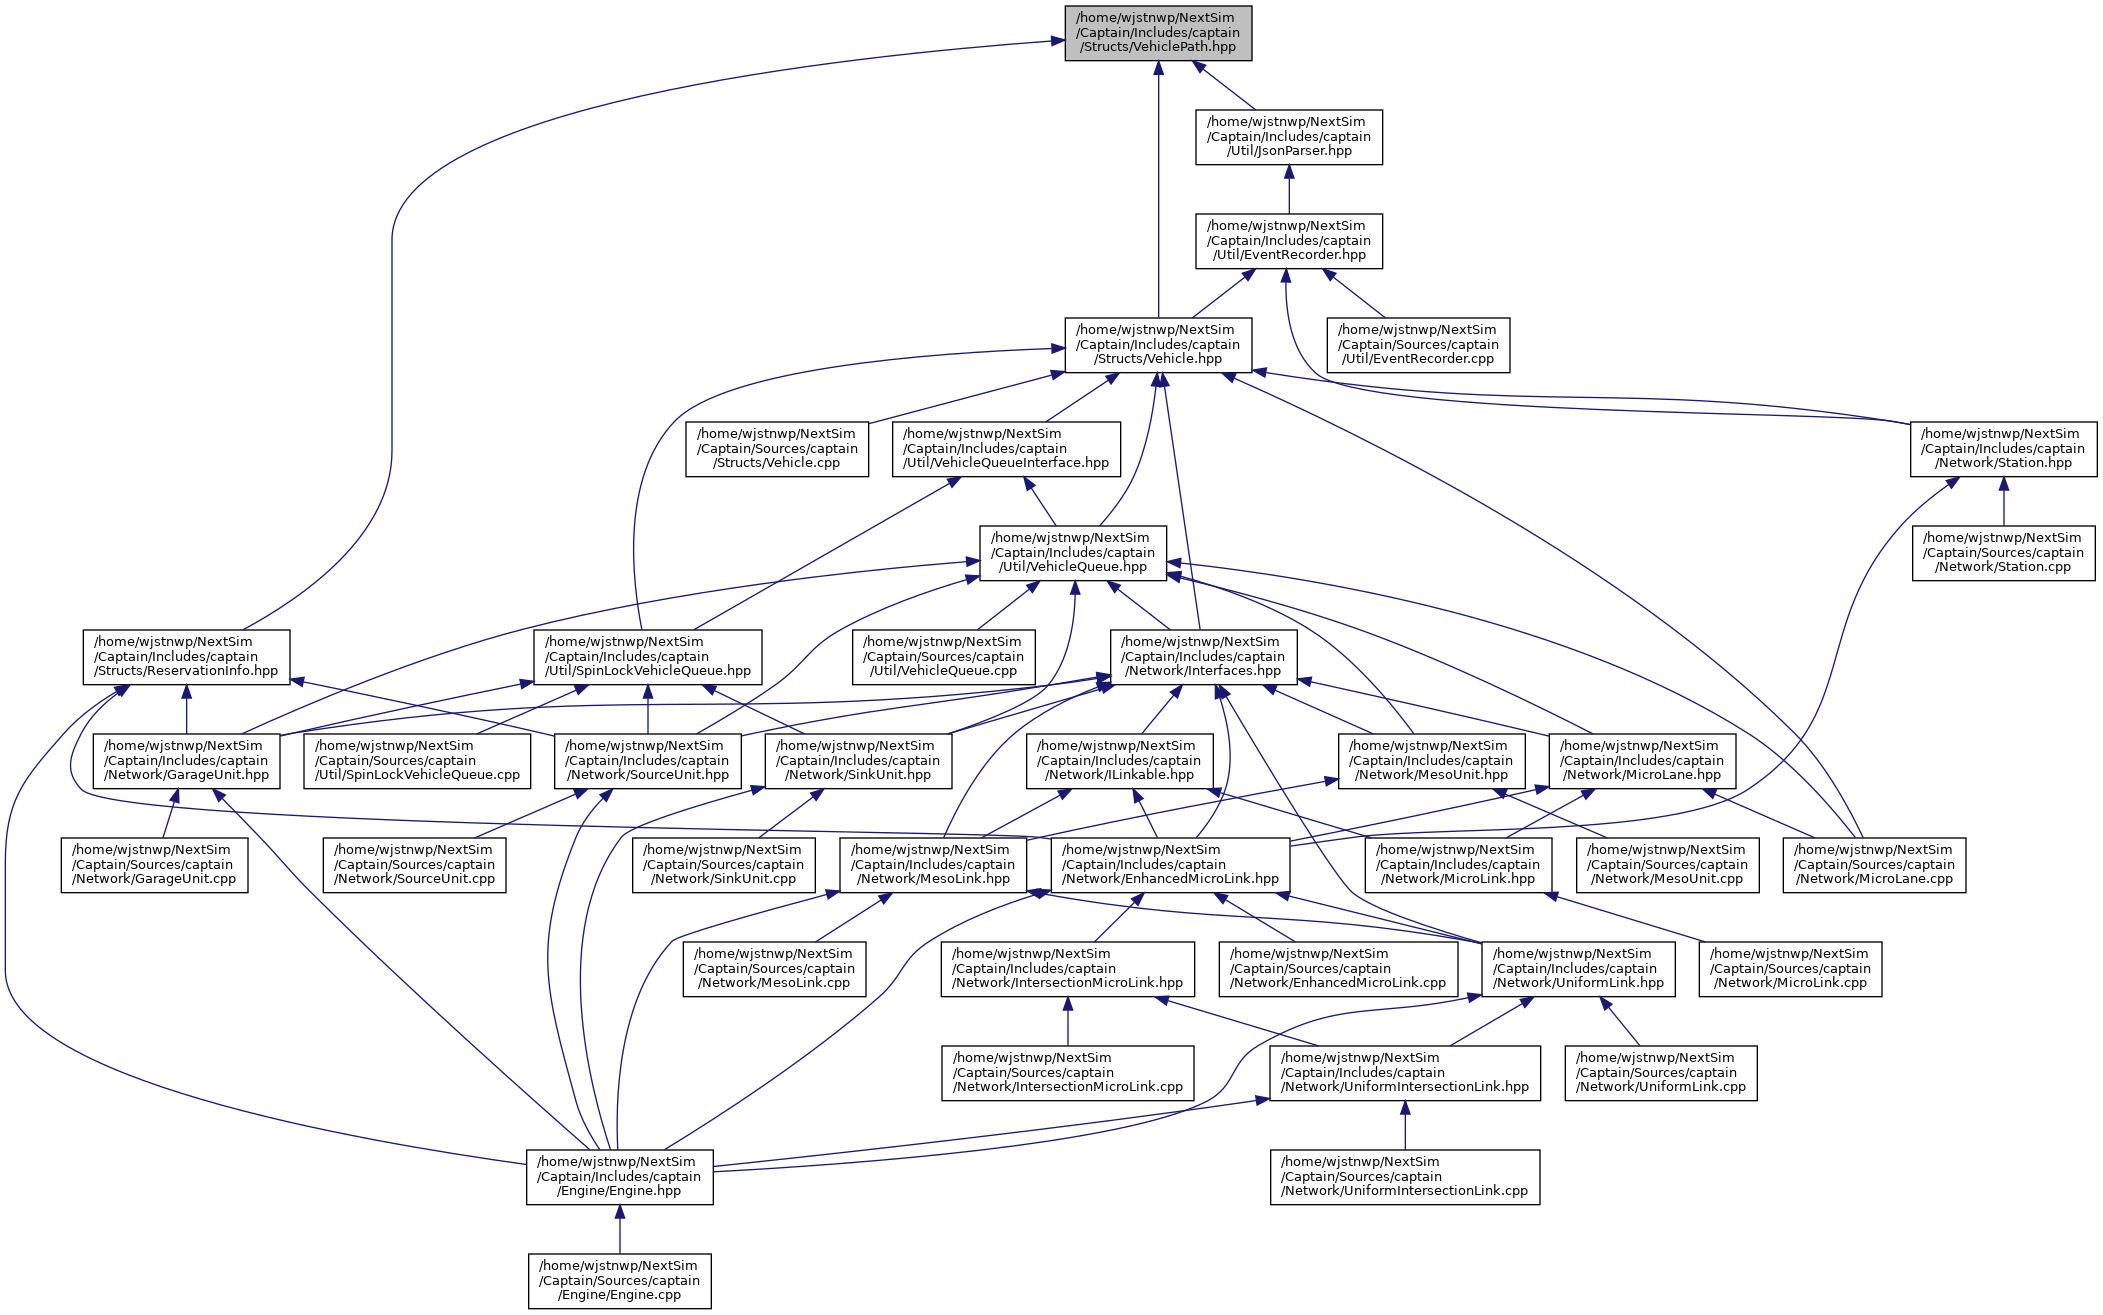 /home/wjstnwp/NextSim
/Captain/Includes/captain
/Structs/VehiclePath.hpp
/home/wjstnwp/NextSim
/Captain/Includes/captain
/Util/JsonParser.hpp
/home/wjstnwp/NextSim
/Captain/Includes/captain
/Util/EventRecorder.hpp
/home/wjstnwp/NextSim
/Captain/Includes/captain
/Structs/Vehicle.hpp
/home/wjstnwp/NextSim
/Captain/Sources/captain
/Util/EventRecorder.cpp
/home/wjstnwp/NextSim
/Captain/Sources/captain
/Structs/Vehicle.cpp
/home/wjstnwp/NextSim
/Captain/Includes/captain
/Util/VehicleQueueInterface.hpp
/home/wjstnwp/NextSim
/Captain/Includes/captain
/Network/Station.hpp
/home/wjstnwp/NextSim
/Captain/Includes/captain
/Util/VehicleQueue.hpp
/home/wjstnwp/NextSim
/Captain/Sources/captain
/Network/Station.cpp
/home/wjstnwp/NextSim
/Captain/Includes/captain
/Structs/ReservationInfo.hpp
/home/wjstnwp/NextSim
/Captain/Includes/captain
/Util/SpinLockVehicleQueue.hpp
/home/wjstnwp/NextSim
/Captain/Sources/captain
/Util/VehicleQueue.cpp
/home/wjstnwp/NextSim
/Captain/Includes/captain
/Network/Interfaces.hpp
/home/wjstnwp/NextSim
/Captain/Includes/captain
/Network/GarageUnit.hpp
/home/wjstnwp/NextSim
/Captain/Sources/captain
/Util/SpinLockVehicleQueue.cpp
/home/wjstnwp/NextSim
/Captain/Includes/captain
/Network/SourceUnit.hpp
/home/wjstnwp/NextSim
/Captain/Includes/captain
/Network/SinkUnit.hpp
/home/wjstnwp/NextSim
/Captain/Includes/captain
/Network/ILinkable.hpp
/home/wjstnwp/NextSim
/Captain/Includes/captain
/Network/MesoUnit.hpp
/home/wjstnwp/NextSim
/Captain/Includes/captain
/Network/MicroLane.hpp
/home/wjstnwp/NextSim
/Captain/Sources/captain
/Network/GarageUnit.cpp
/home/wjstnwp/NextSim
/Captain/Sources/captain
/Network/SourceUnit.cpp
/home/wjstnwp/NextSim
/Captain/Sources/captain
/Network/SinkUnit.cpp
/home/wjstnwp/NextSim
/Captain/Includes/captain
/Network/MesoLink.hpp
/home/wjstnwp/NextSim
/Captain/Includes/captain
/Network/EnhancedMicroLink.hpp
/home/wjstnwp/NextSim
/Captain/Includes/captain
/Network/MicroLink.hpp
/home/wjstnwp/NextSim
/Captain/Sources/captain
/Network/MesoUnit.cpp
/home/wjstnwp/NextSim
/Captain/Sources/captain
/Network/MicroLane.cpp
/home/wjstnwp/NextSim
/Captain/Sources/captain
/Network/MesoLink.cpp
/home/wjstnwp/NextSim
/Captain/Includes/captain
/Network/IntersectionMicroLink.hpp
/home/wjstnwp/NextSim
/Captain/Sources/captain
/Network/EnhancedMicroLink.cpp
/home/wjstnwp/NextSim
/Captain/Includes/captain
/Network/UniformLink.hpp
/home/wjstnwp/NextSim
/Captain/Sources/captain
/Network/MicroLink.cpp
/home/wjstnwp/NextSim
/Captain/Sources/captain
/Network/IntersectionMicroLink.cpp
/home/wjstnwp/NextSim
/Captain/Includes/captain
/Network/UniformIntersectionLink.hpp
/home/wjstnwp/NextSim
/Captain/Sources/captain
/Network/UniformLink.cpp
/home/wjstnwp/NextSim
/Captain/Includes/captain
/Engine/Engine.hpp
/home/wjstnwp/NextSim
/Captain/Sources/captain
/Network/UniformIntersectionLink.cpp
/home/wjstnwp/NextSim
/Captain/Sources/captain
/Engine/Engine.cpp